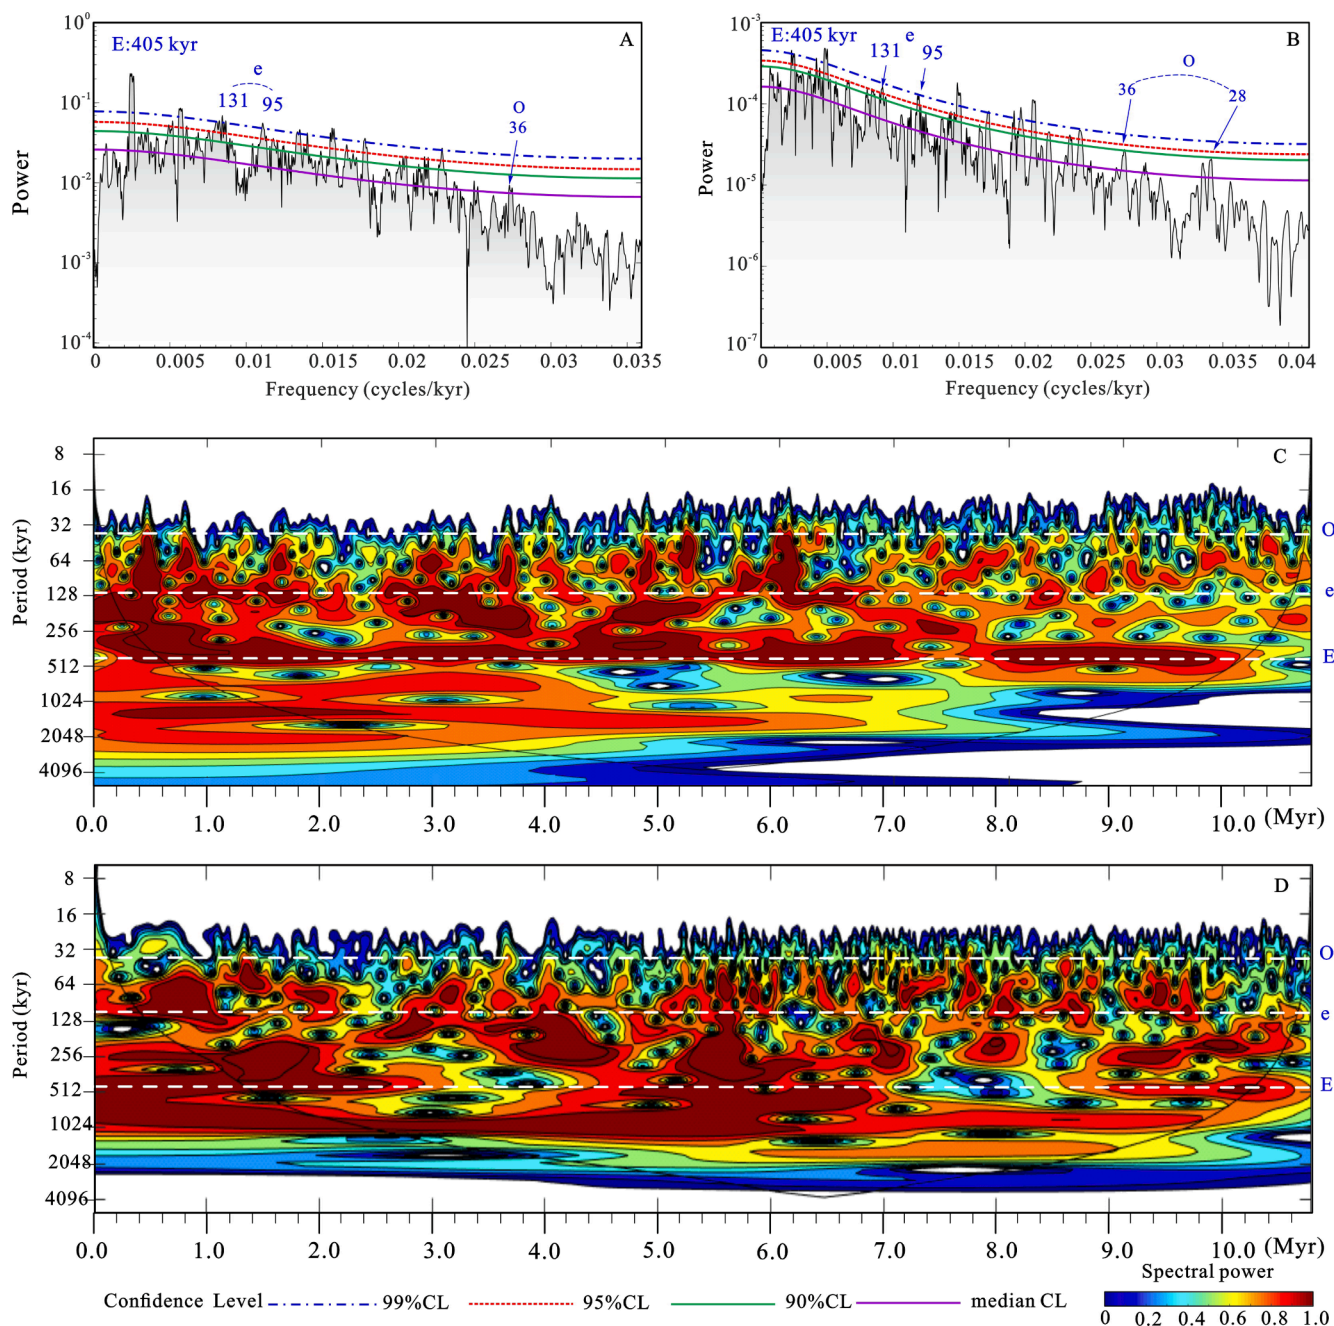 10^0
10^-1
10^-2
10^-3
10^-4
Power
E:405 kyr
e
131
95
O
36
A
0 0.005 0.01 0.015 0.02 0.025 0.03 0.035
Frequency (cycles/kyr)
10^-3
10^-4
10^-5
10^-6
10^-7
Power
E:405 kyr
131
e
95
O
36
28
B
0 0.005 0.01 0.015 0.02 0.025 0.03 0.035 0.04
Frequency (cycles/kyr)
C
Period (kyr)
8
16
32
64
128
256
512
1024
2048
4096
O
e
E
0.0 1.0 2.0 3.0 4.0 5.0 6.0 7.0 8.0 9.0 10.0 (Myr)
D
Period (kyr)
8
16
32
64
128
256
512
1024
2048
4096
O
e
E
0.0 1.0 2.0 3.0 4.0 5.0 6.0 7.0 8.0 9.0 10.0 (Myr)
Confidence Level 99%CL 95%CL 90%CL median CL
Spectral power
0 0.2 0.4 0.6 0.8 1.0